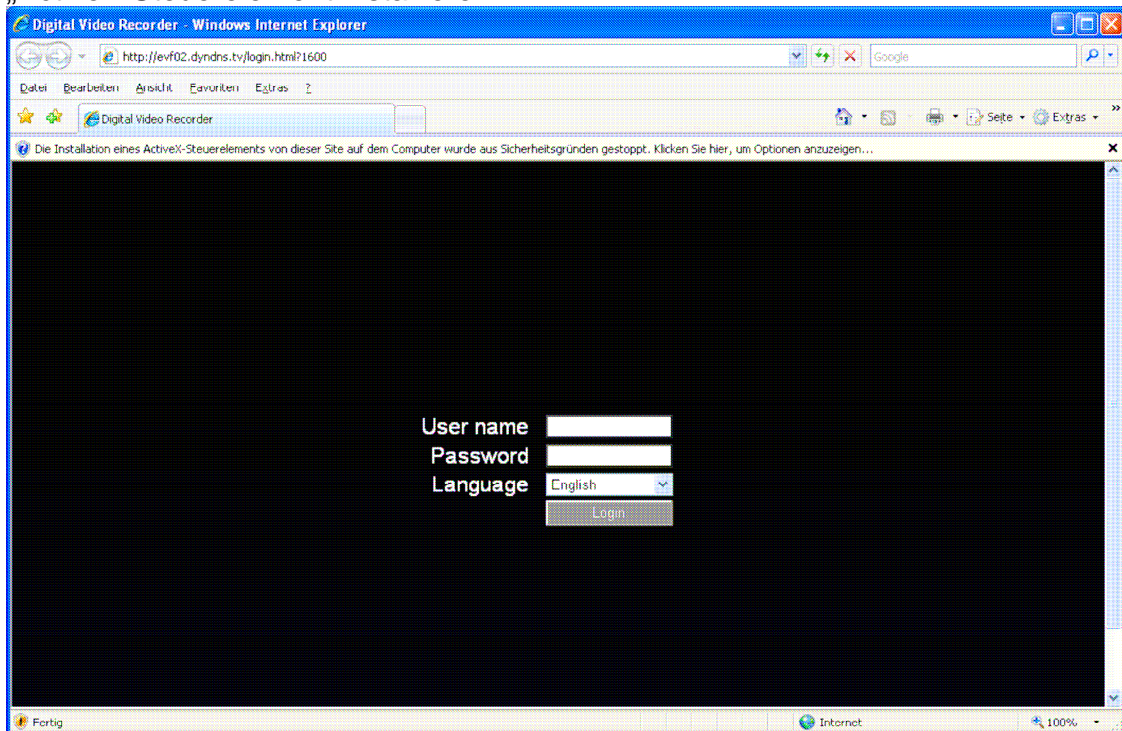 Digital Video Recorder - Windows Internet Explorer
http://evf02.dyndns.tv/login.html?1600
Google
Datei Bearbeiten Ansicht Favoriten Extras ?
Digital Video Recorder
Seite Extras
Die Installation eines ActiveX-Steuerelements von dieser Site auf dem Computer wurde aus Sicherheitsgründen gestoppt. Klicken Sie hier, um Optionen anzuzeigen...
User name
Password
Language English
Login
Fertig Internet 100%